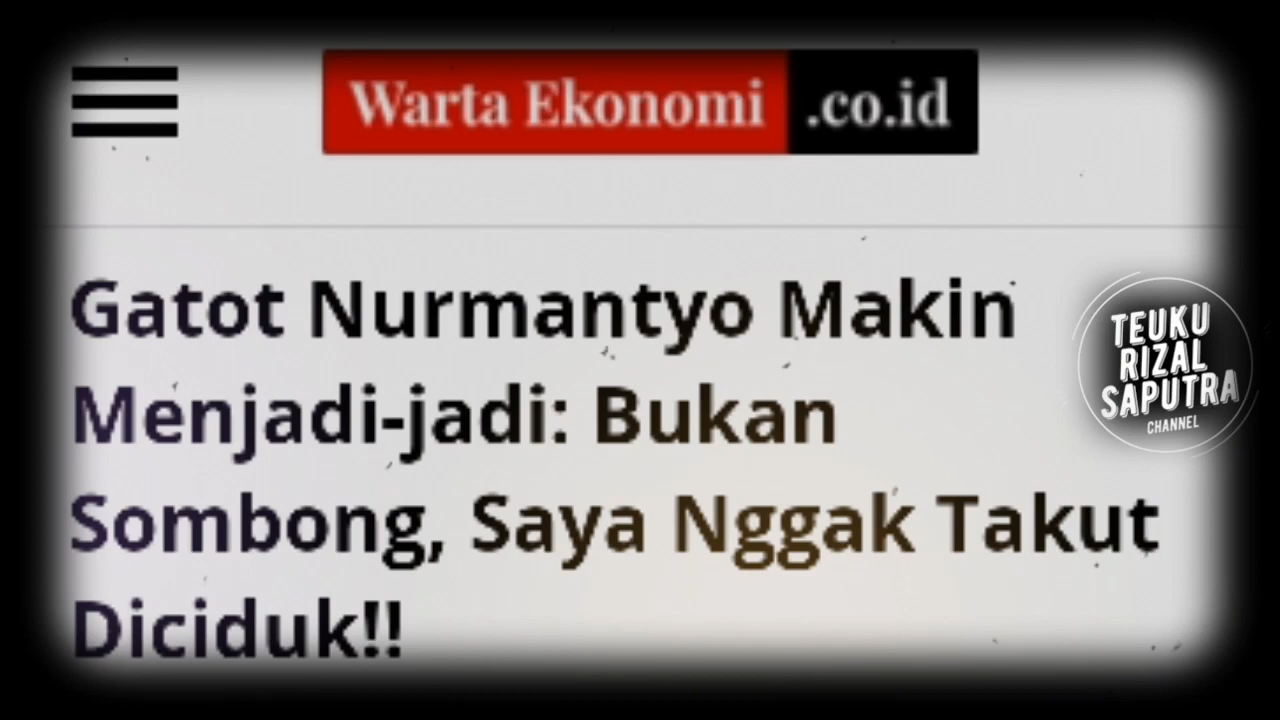 Warta Ekonomi .co.id
Gatot Nurmantyo Makin
Menjadi-jadi: Bukan
Sombong, Saya Nggak Takut
Diciduk!!
TEUKU
RIZAL
SAPUTRA
CHANNEL